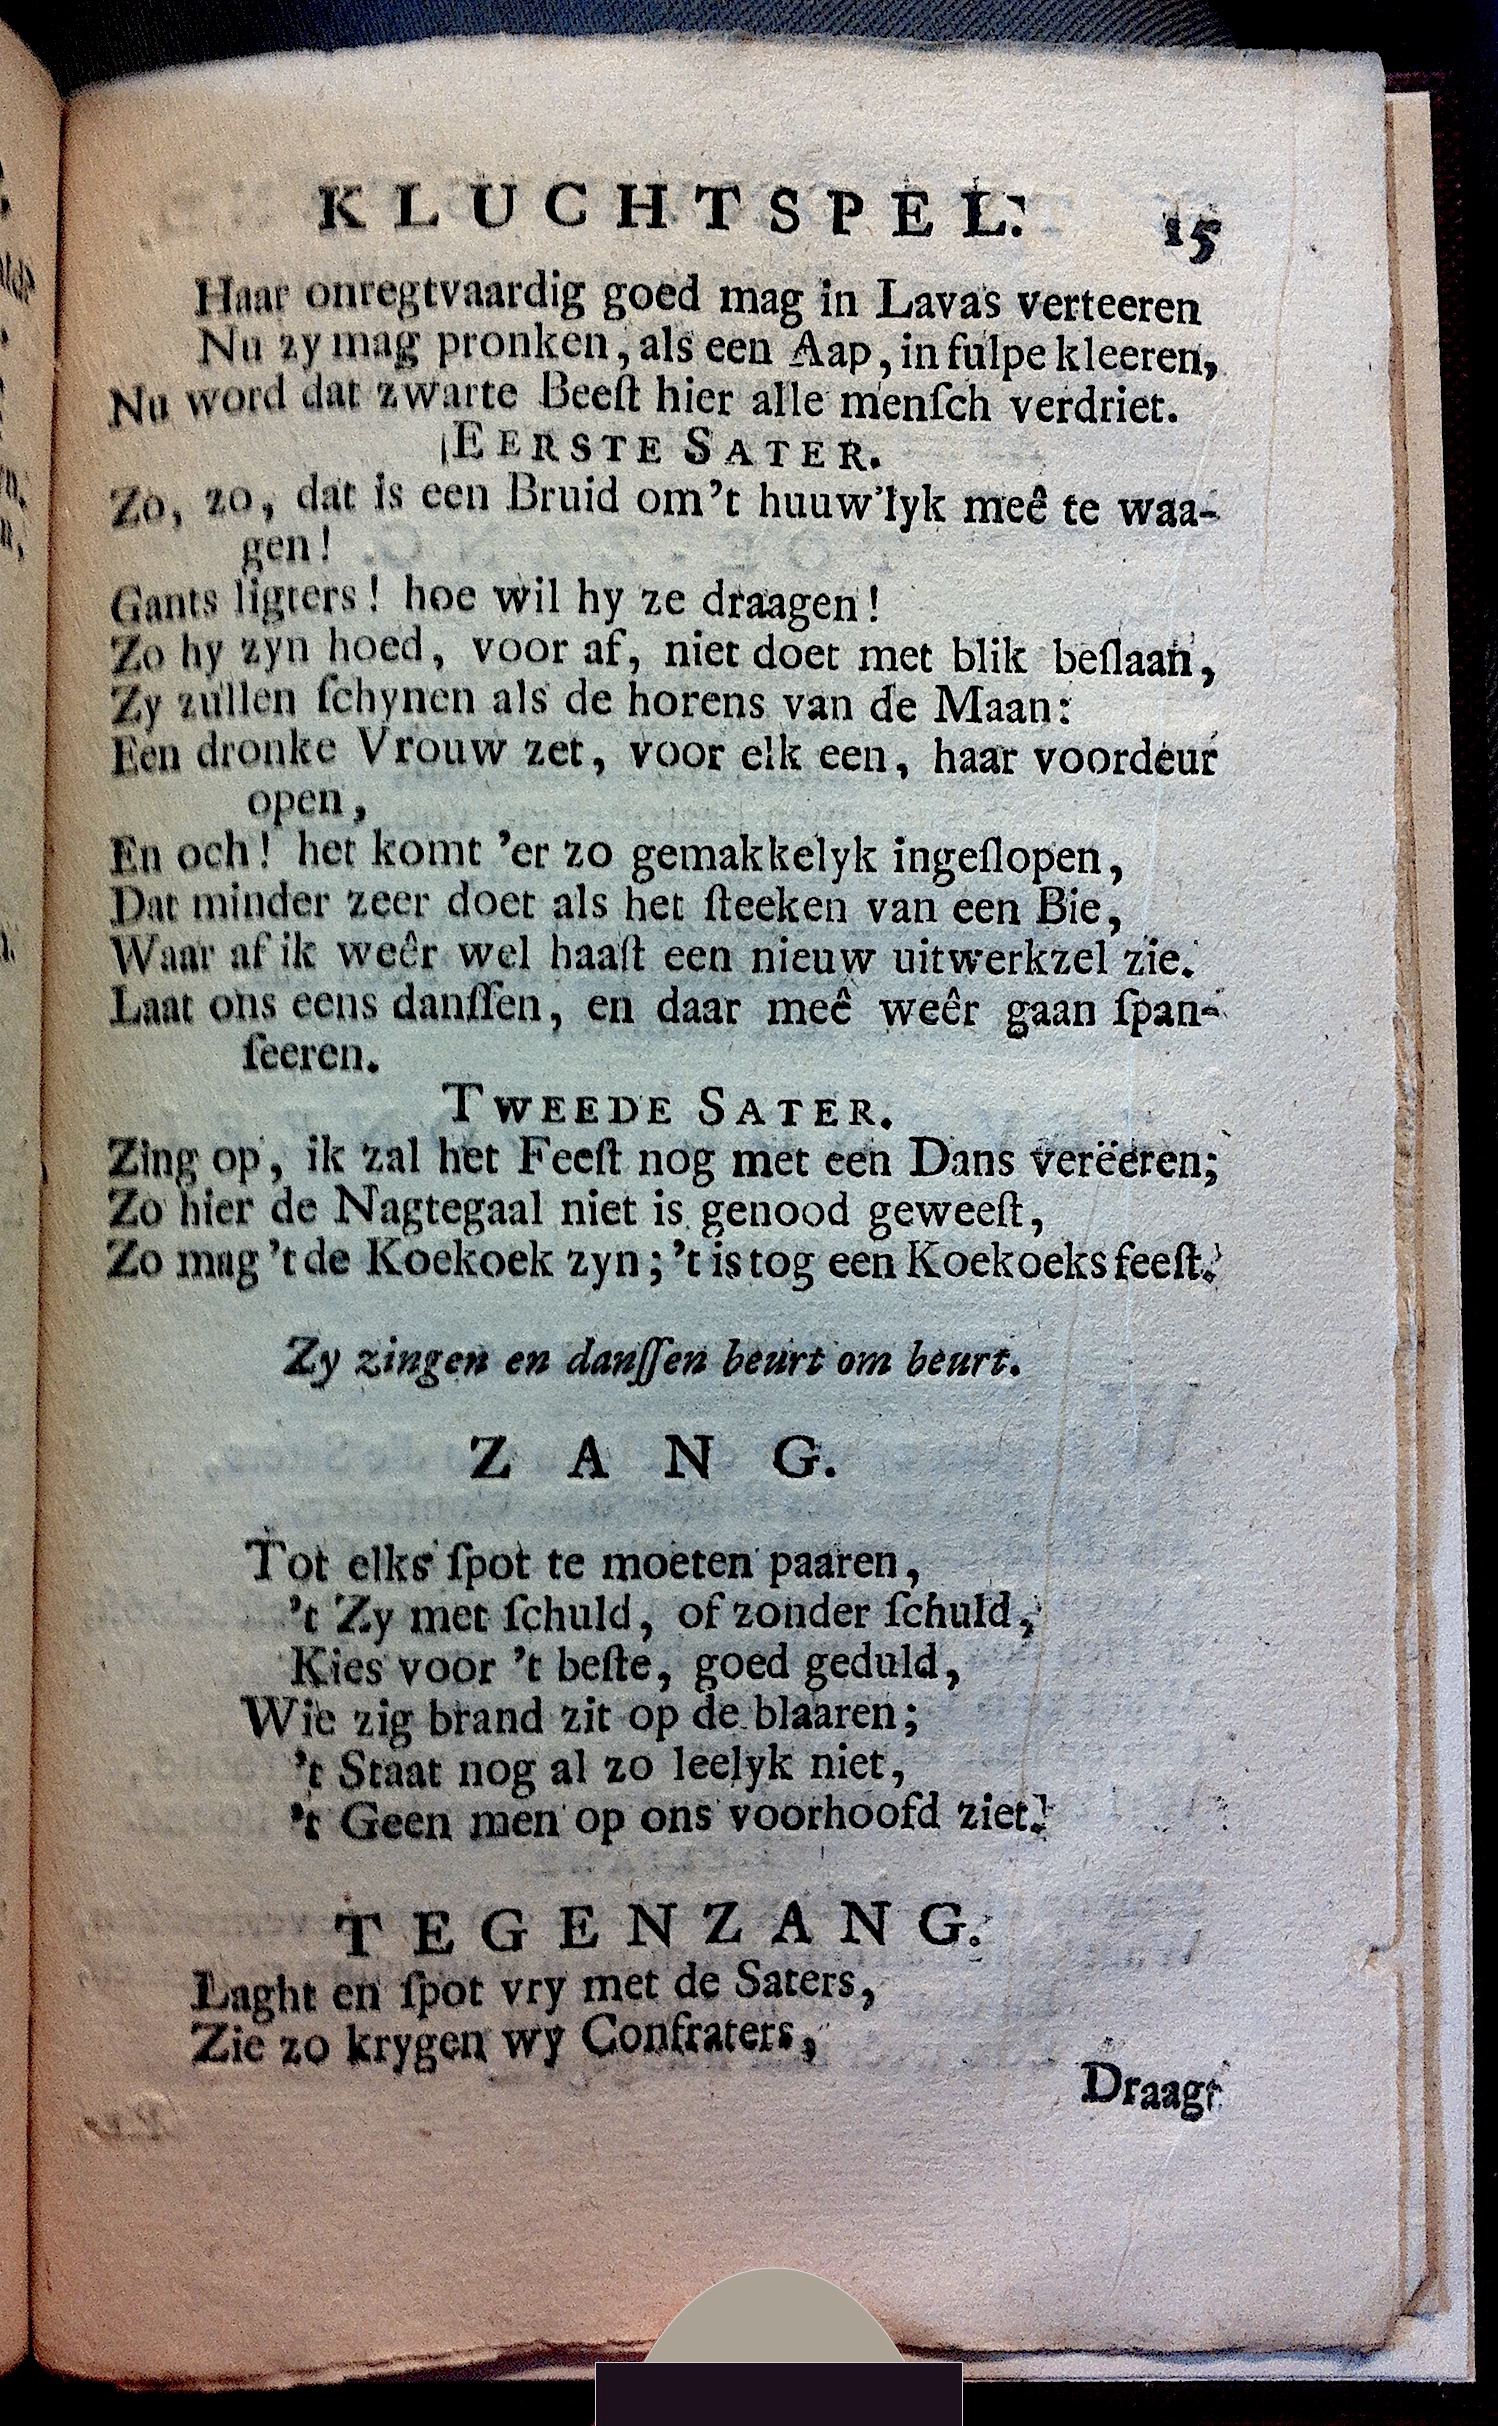 KLUCHTSPEL. 15
Haar onregtvaardig goed mag in Lavas verteeren
Nu zy mag pronken, als een Aap, in fulpe kleeren,
Nu word dat zwarte Beeſt hier alle menſch verdriet.
EERSTE SATER.
Zo, zo, dat is een Bruid om't huuw'lyk meê te waa-
gen!
Gants ligters! hoe wil hy ze draagen!
Zo hy zyn hoed, voor af, niet doet met blik beſlaan,
Zy zullen ſchynen als de horens van de Maan:
Een dronke Vrouw zet, voor elk een, haar voordeur
open,
En och! het komt 'er zo gemakkelyk ingeſlopen,
Dat minder zeer doet als het ſteeken van een Bie,
Waar af ik weêr wel haaſt een nieuw uitwerkzel zie.
Laat ons eens danſſen, en daar meê weêr gaan ſpan-
ſeeren.
TWEEDE SATER.
Zing op, ik zal het Feeſt nog met een Dans verëeren;
Zo hier de Nagtegaal niet is genood geweeſt,
Zo mag 't de Koekoek zyn; 't is tog een Koekoeks feeſt.
Zy zingen en danſſen beurt om beurt.
ZANG.
Tot elks ſpot te moeten paaren,
't Zy met ſchuld, of zonder ſchuld,
Kies voor 't beſte, goed geduld,
Wie zig brand zit op de blaaren;
't Staat nog al zo leelyk niet,
't Geen men op ons voorhoofd ziet.
TEGENZANG.
Laght en ſpot vry met de Saters,
Zie zo krygen wy Confraters,
Draagt